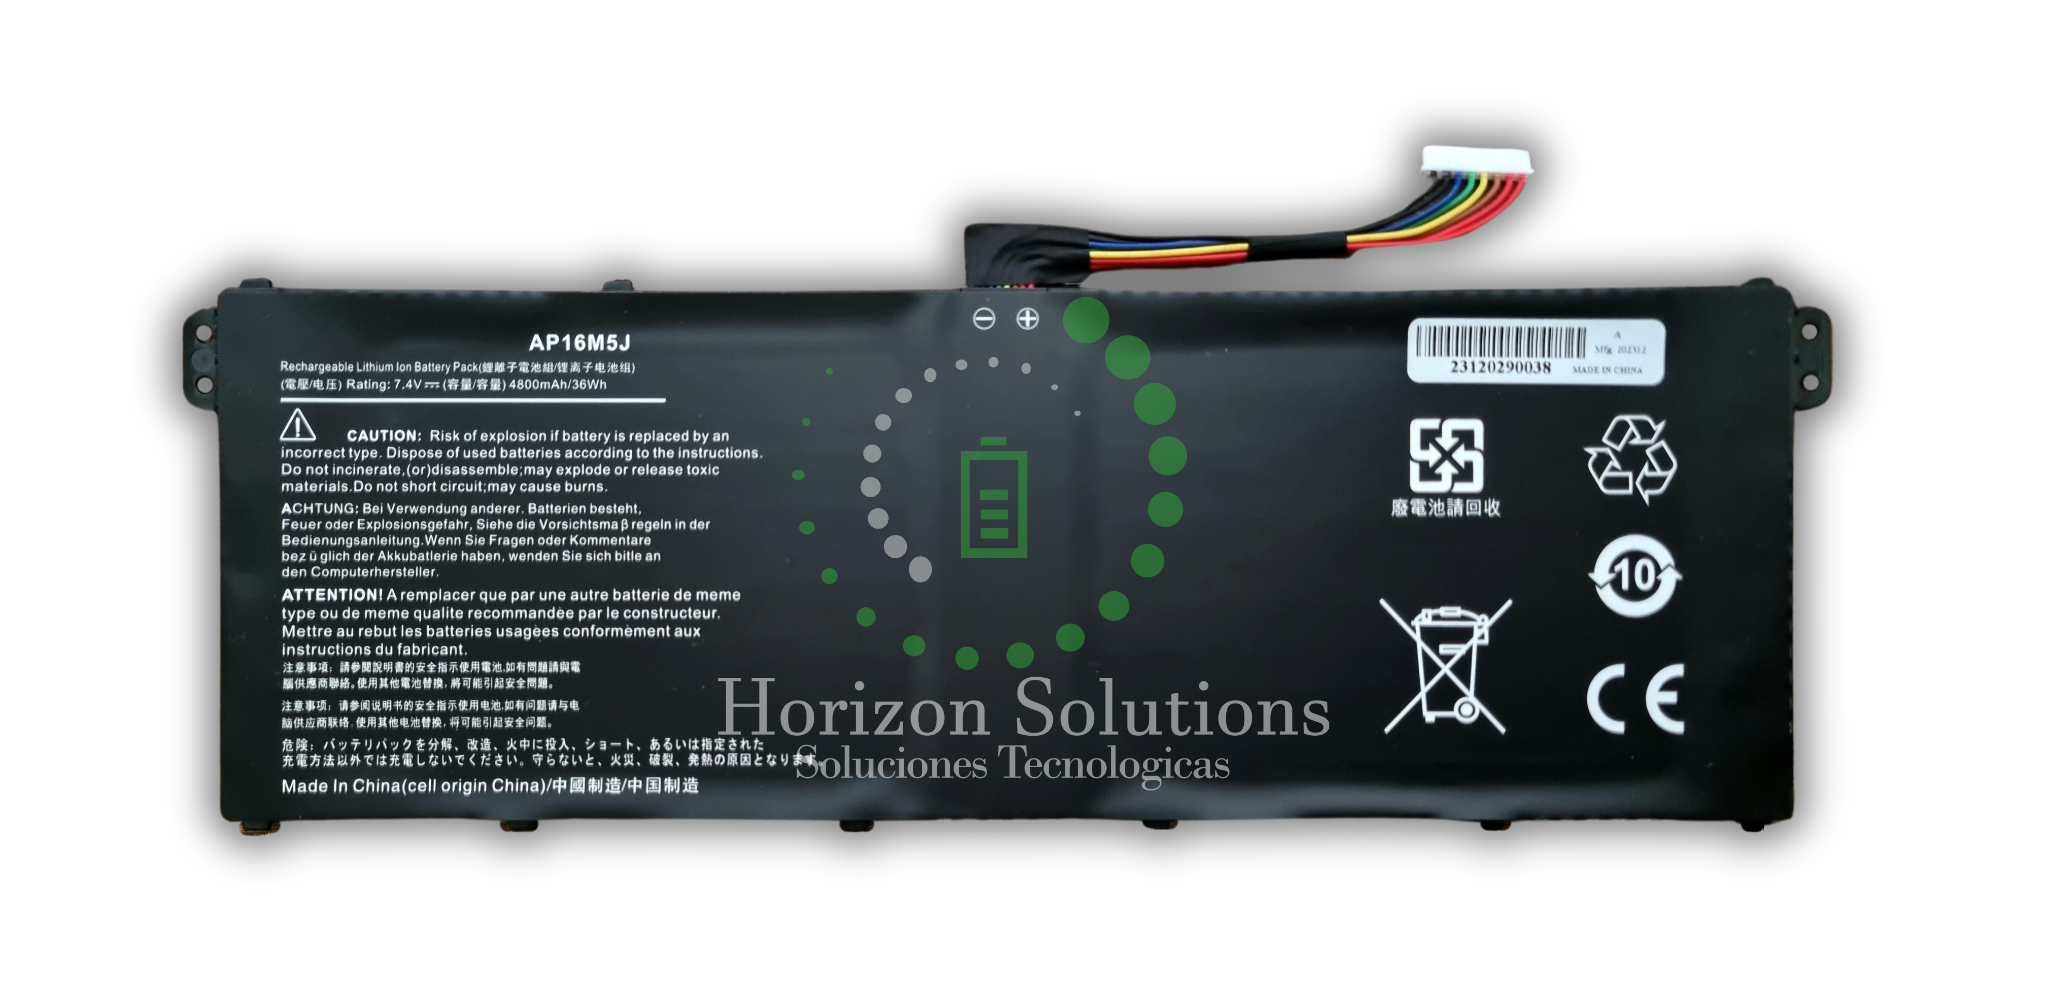 AP16M5J
Rechargeable Lithium Ion Battery Pack(鋰離子電池組/锂离子电池组)
(電壓/电压) Rating: 7.4V⎓(容量/容量) 4800mAh/36Wh
CAUTION: Risk of explosion if battery is replaced by an
incorrect type. Dispose of used batteries according to the instructions.
Do not incinerate,(or)disassemble;may explode or release toxic
materials.Do not short circuit;may cause burns.
ACHTUNG: Bei Verwendung anderer. Batterien besteht,
Feuer oder Explosionsgefahr, Siehe die Vorsichtsma β regeln in der
Bedienungsanleitung.Wenn Sie Fragen oder Kommentare
bez ü glich der Akkubatlerie haben, wenden Sie sich bitle an
den Computerhersteller.
ATTENTION! A remplacer que par une autre batterie de meme
type ou de meme qualite recommandèe par le constructeur.
Mettre au rebut les batteries usagèes conformèment aux
instructions du fabricant.
注意事項: 請參閱說明書的安全指示使用電池,如有問題請與電
腦供應商聯絡。使用其他電池替換, 將可能引起安全問題。
注意事项: 请参阅说明书的安全指示使用电池,如有问题请与电
脑供应商联络. 使用其他电池替换, 将可能引起安全问题。
危険: バッテリパックを分解、改造、火中に投入、ショート、あるいは指定された
充電方法以外では充電しないでください。守らないと、火災、破裂、発熱の原因となります。
Made In China(cell origin China)/中國制造/中国制造
A
Mfg 202312
23120290038 MADE IN CHINA
廢電池請回收
10
CE
Horizon Solutions
Soluciones Tecnologicas